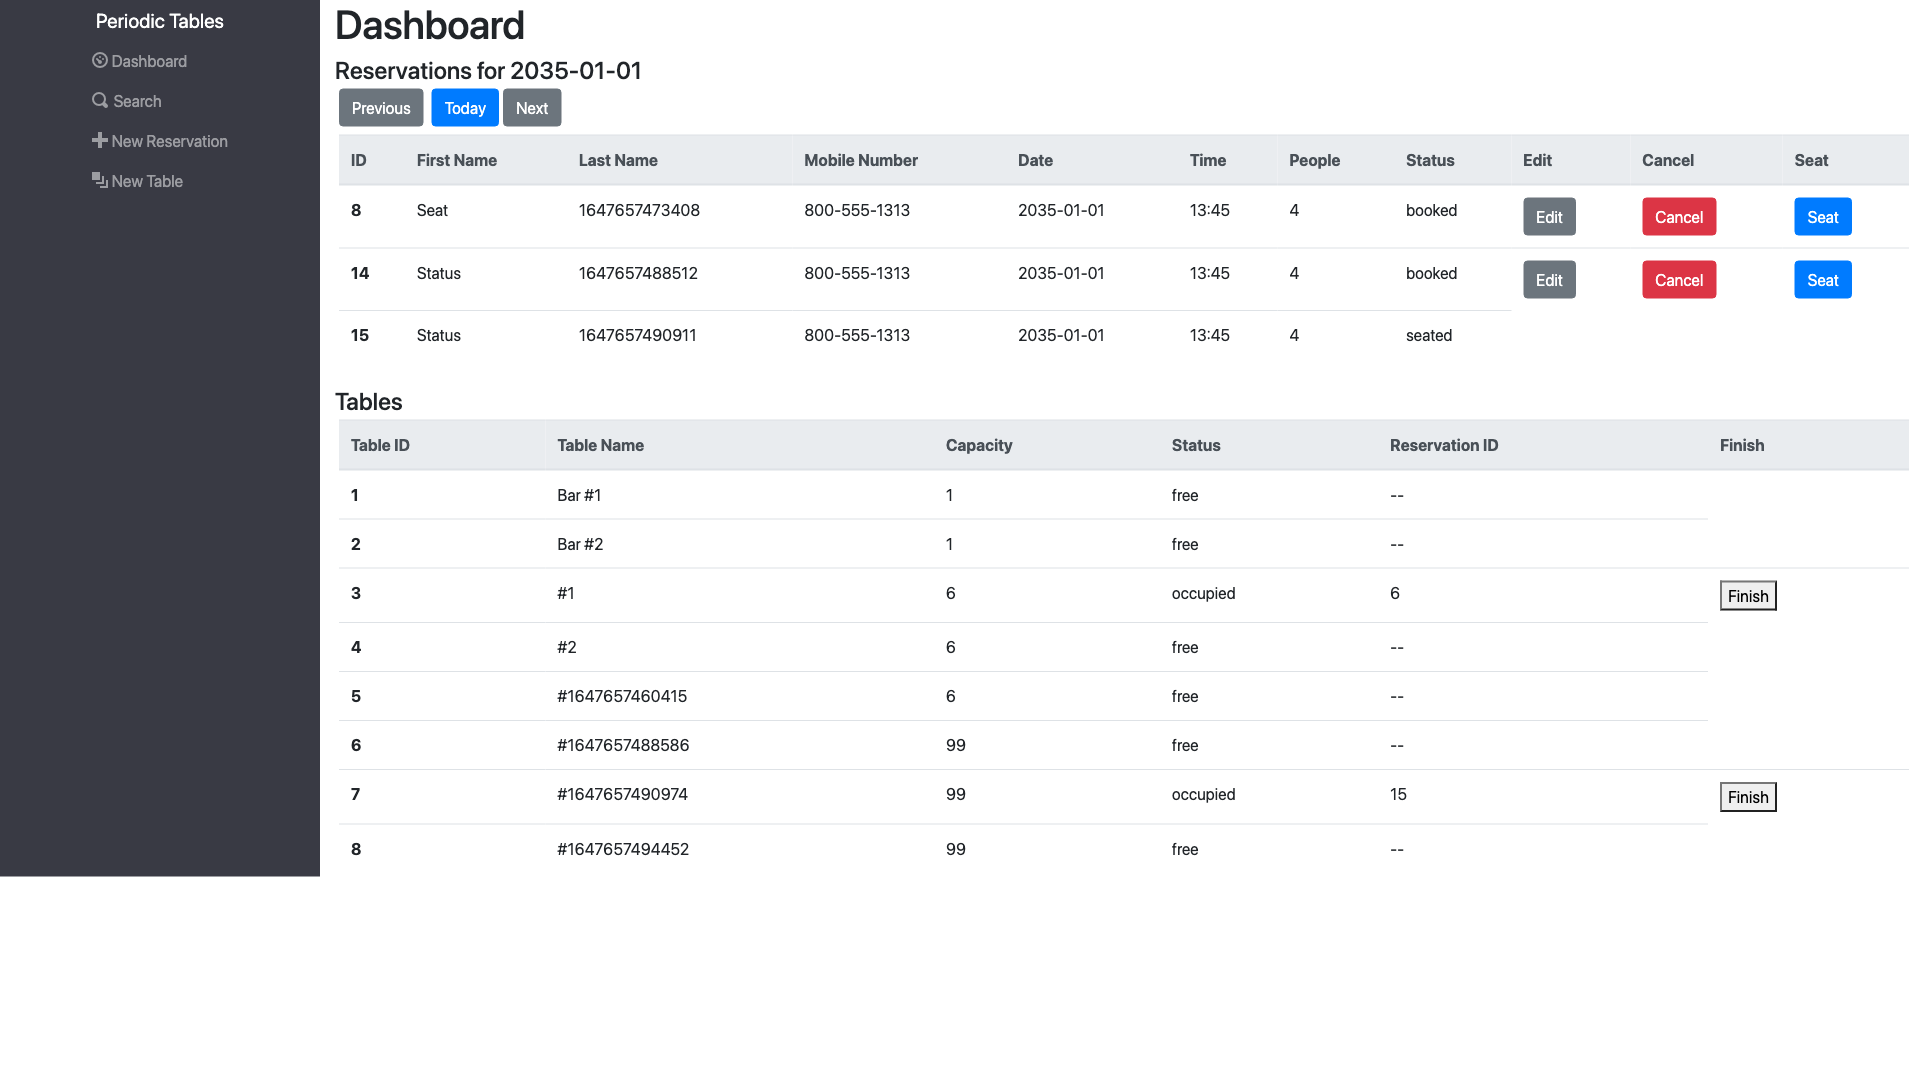 Periodic Tables
Dashboard
Search
New Reservation
New Table
Dashboard
Reservations for 2035-01-01
Previous Today Next
ID First Name Last Name Mobile Number Date Time People Status Edit Cancel Seat
8 Seat 1647657473408 800-555-1313 2035-01-01 13:45 4 booked Edit Cancel Seat
14 Status 1647657488512 800-555-1313 2035-01-01 13:45 4 booked Edit Cancel Seat
15 Status 1647657490911 800-555-1313 2035-01-01 13:45 4 seated
Tables
Table ID Table Name Capacity Status Reservation ID Finish
1 Bar #1 1 free --
2 Bar #2 1 free --
3 #1 6 occupied 6 Finish
4 #2 6 free --
5 #1647657460415 6 free --
6 #1647657488586 99 free --
7 #1647657490974 99 occupied 15 Finish
8 #1647657494452 99 free --